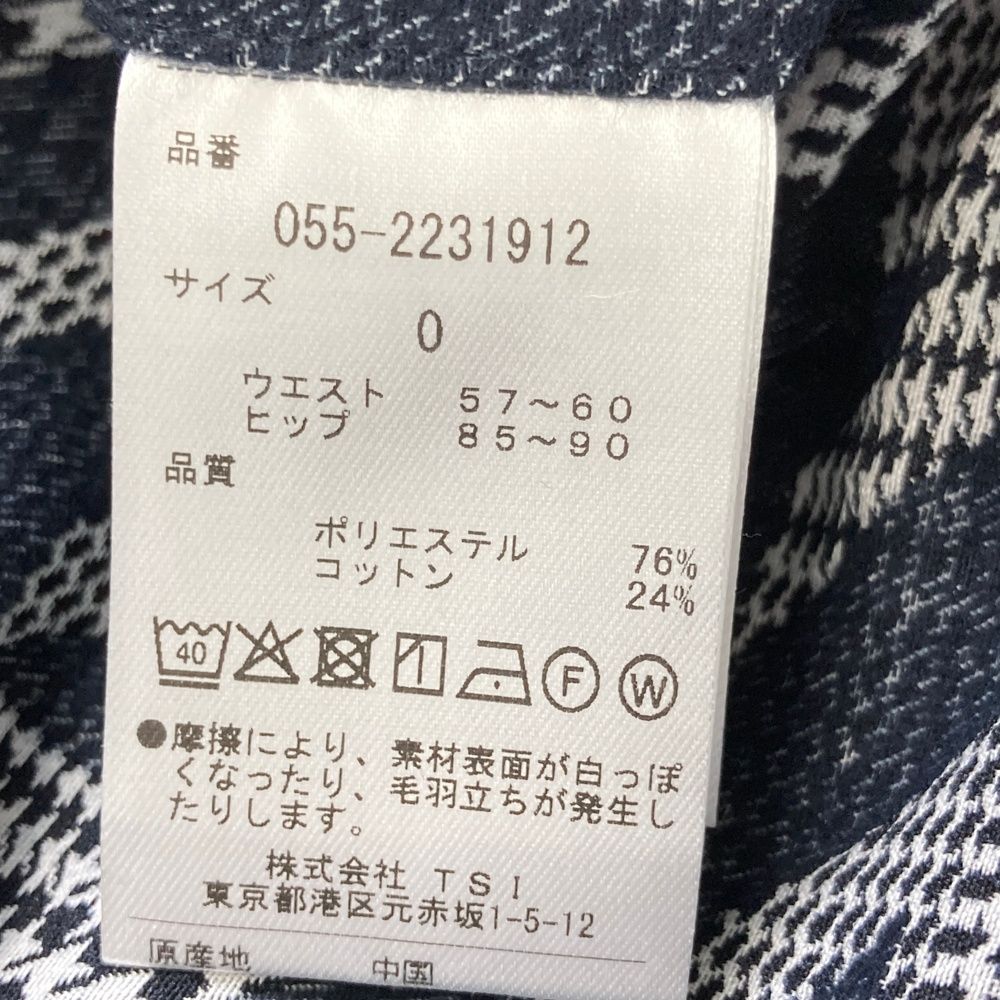 品番
055-2231912
サイズ
0
ウエスト 57～60
ヒップ 85～90
品質
ポリエステル 76%
コットン 24%
40 F W
●摩擦により、素材表面が白っぽ
くなったり、毛羽立ちが発生し
たりします。
株式会社 TSI
東京都港区元赤坂1-5-12
原産地 中国